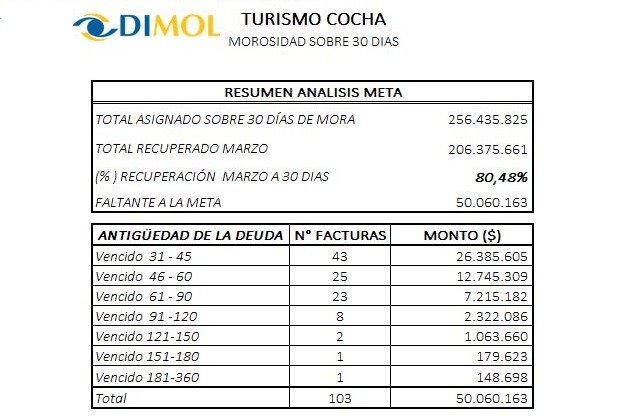 DIMOL
TURISMO COCHA
MOROSIDAD SOBRE 30 DIAS
RESUMEN ANALISIS META
TOTAL ASIGNADO SOBRE 30 DÍAS DE MORA 256.435.825
TOTAL RECUPERADO MARZO 206.375.661
(% ) RECUPERACIÓN MARZO A 30 DIAS 80,48%
FALTANTE A LA META 50.060.163
ANTIGÜEDAD DE LA DEUDA N° FACTURAS MONTO ($)
Vencido 31 - 45 43 26.385.605
Vencido 46 - 60 25 12.745.309
Vencido 61 - 90 23 7.215.182
Vencido 91 -120 8 2.322.086
Vencido 121-150 2 1.063.660
Vencido 151-180 1 179.623
Vencido 181-360 1 148.698
Total 103 50.060.163